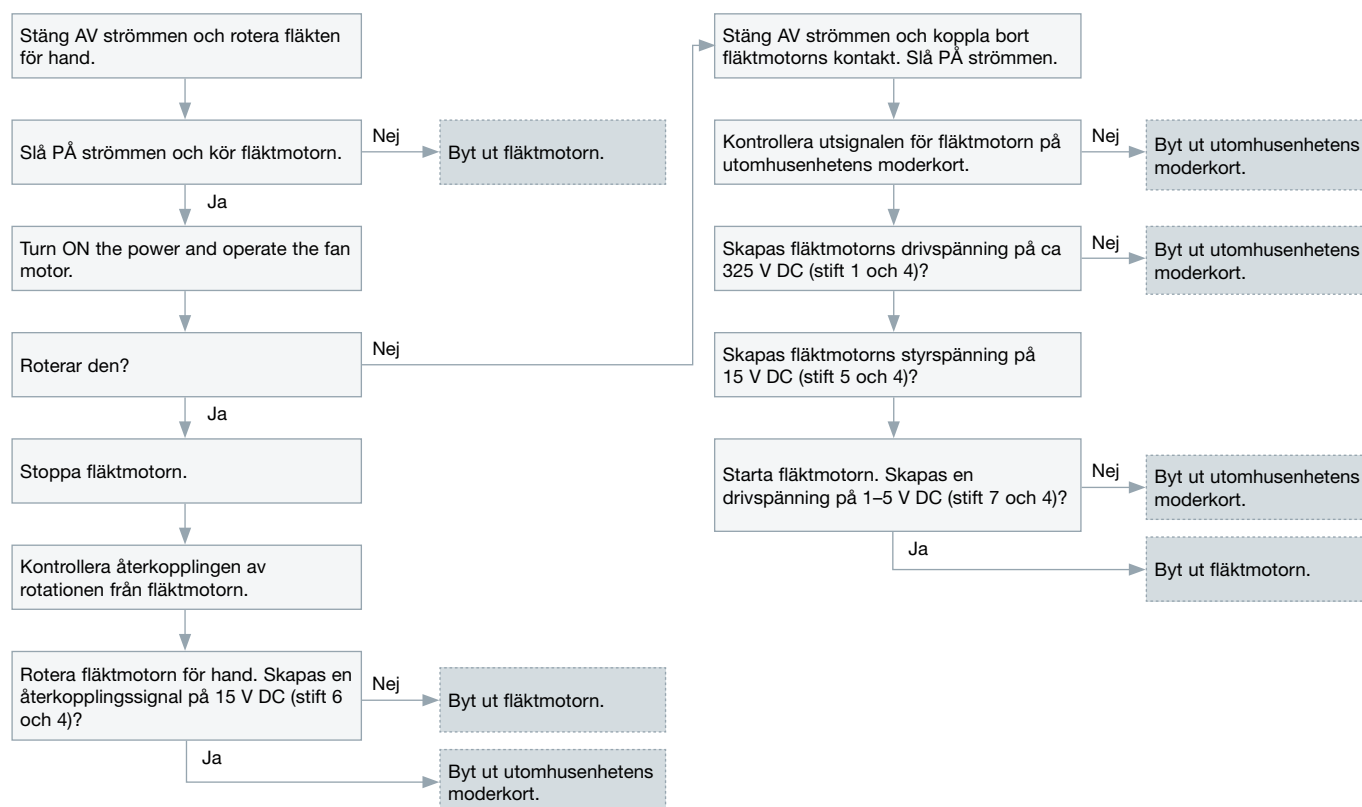 Stäng AV strömmen och rotera fläkten
för hand.
Slå PÅ strömmen och kör fläktmotorn.
Nej
Byt ut fläktmotorn.
Ja
Turn ON the power and operate the fan
motor.
Roterar den?
Nej
Ja
Stoppa fläktmotorn.
Kontrollera återkopplingen av
rotationen från fläktmotorn.
Rotera fläktmotorn för hand. Skapas en
återkopplingssignal på 15 V DC (stift 6
och 4)?
Nej
Byt ut fläktmotorn.
Ja
Byt ut utomhusenhetens
moderkort.
Stäng AV strömmen och koppla bort
fläktmotorns kontakt. Slå PÅ strömmen.
Kontrollera utsignalen för fläktmotorn på
utomhusenhetens moderkort.
Nej
Byt ut utomhusenhetens
moderkort.
Skapas fläktmotorns drivspänning på ca
325 V DC (stift 1 och 4)?
Nej
Byt ut utomhusenhetens
moderkort.
Skapas fläktmotorns styrspänning på
15 V DC (stift 5 och 4)?
Starta fläktmotorn. Skapas en
drivspänning på 1–5 V DC (stift 7 och 4)?
Nej
Byt ut utomhusenhetens
moderkort.
Ja
Byt ut fläktmotorn.